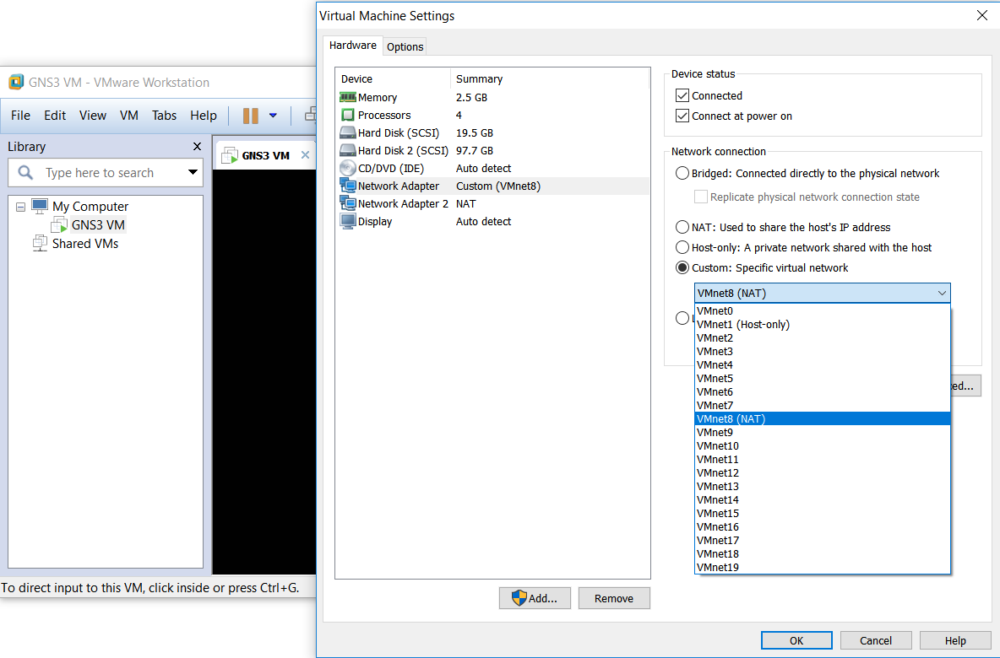 Virtual Machine Settings
Hardware
Options
GNS3 VM - VMware Workstation
File Edit View VM Tabs Help
Library
Type here to search
My Computer
GNS3 VM
Shared VMs
GNS3 VM
To direct input to this VM, click inside or press Ctrl+G.
Device Summary
Memory 2.5 GB
Processors 4
Hard Disk (SCSI) 19.5 GB
Hard Disk 2 (SCSI) 97.7 GB
CD/DVD (IDE) Auto detect
Network Adapter Custom (VMnet8)
Network Adapter 2 NAT
Display Auto detect
Add...
Remove
Device status
Connected
Connect at power on
Network connection
Bridged: Connected directly to the physical network
Replicate physical network connection state
NAT: Used to share the host's IP address
Host-only: A private network shared with the host
Custom: Specific virtual network
VMnet8 (NAT)
VMnet0
VMnet1 (Host-only)
VMnet2
VMnet3
VMnet4
VMnet5
VMnet6
VMnet7
VMnet8 (NAT)
VMnet9
VMnet10
VMnet11
VMnet12
VMnet13
VMnet14
VMnet15
VMnet16
VMnet17
VMnet18
VMnet19
OK
Cancel
Help